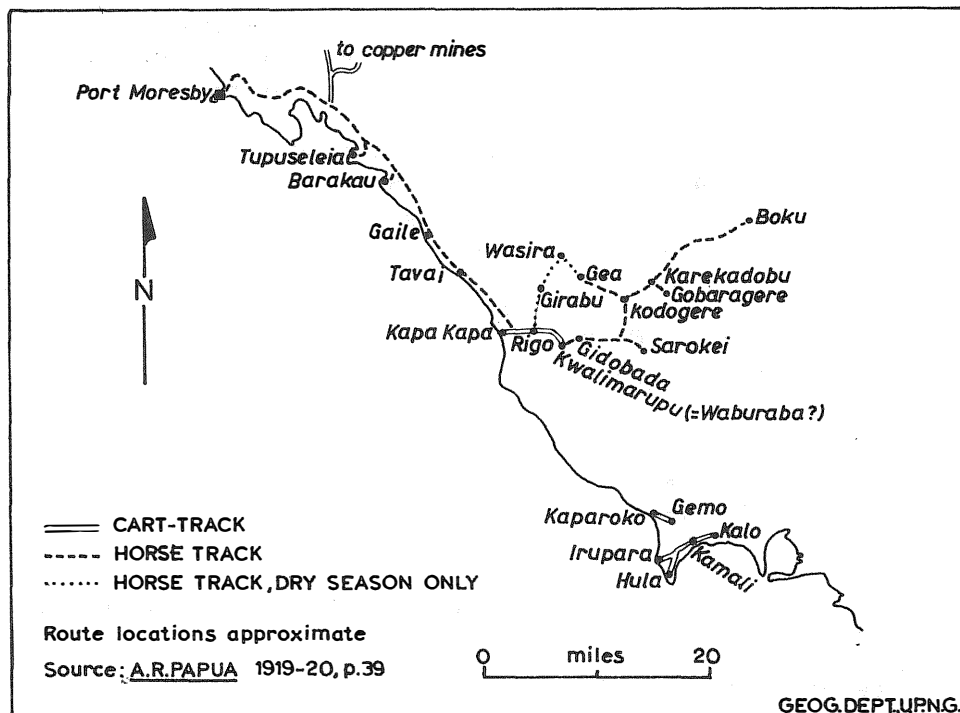 to copper mines
Port Moresby
Tupuseleia
Barakau
Boku
Gaile
Wasira
Gea
Karekadobu
Tavai
Girabu
Gobaragere
Kodogere
N
Kapa Kapa
Rigo
Gidobada
Sarokei
Kwalimarupu (=Waburaba?)
Gemo
Kaparoko
Kalo
Irupara
Kamali
Hula
CART-TRACK
HORSE TRACK
HORSE TRACK, DRY SEASON ONLY
Route locations approximate
Source: A.R.PAPUA 1919-20, p.39
0 miles 20
GEOG.DEPT.U.P.N.G.